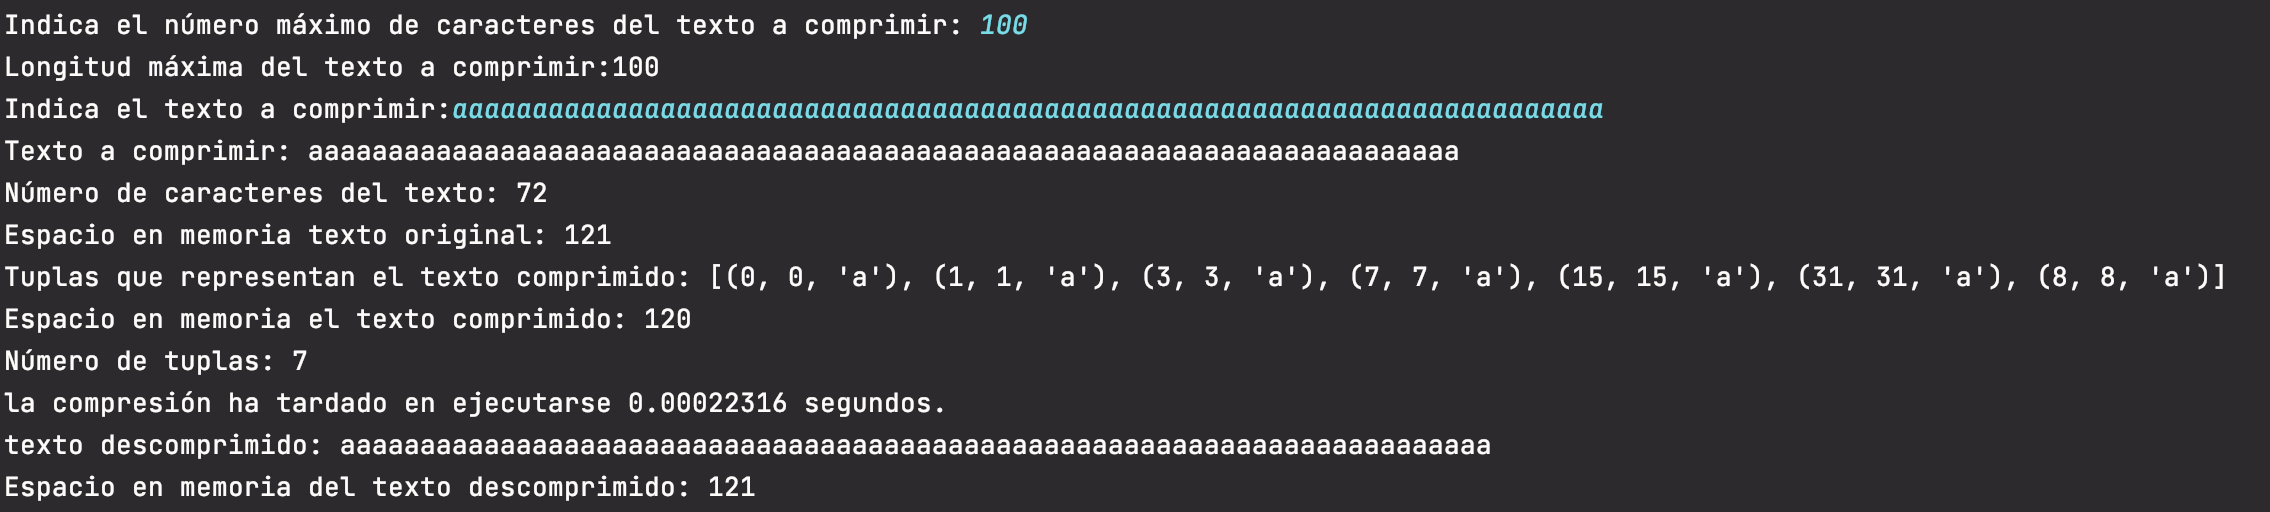 Indica el número máximo de caracteres del texto a comprimir: 100
Longitud máxima del texto a comprimir:100
Indica el texto a comprimir:aaaaaaaaaaaaaaaaaaaaaaaaaaaaaaaaaaaaaaaaaaaaaaaaaaaaaaaaaaaaaaaaaaaaaaaa
Texto a comprimir: aaaaaaaaaaaaaaaaaaaaaaaaaaaaaaaaaaaaaaaaaaaaaaaaaaaaaaaaaaaaaaaaaaaaaaaa
Número de caracteres del texto: 72
Espacio en memoria texto original: 121
Tuplas que representan el texto comprimido: [(0, 0, 'a'), (1, 1, 'a'), (3, 3, 'a'), (7, 7, 'a'), (15, 15, 'a'), (31, 31, 'a'), (8, 8, 'a')]
Espacio en memoria el texto comprimido: 120
Número de tuplas: 7
la compresión ha tardado en ejecutarse 0.00022316 segundos.
texto descomprimido: aaaaaaaaaaaaaaaaaaaaaaaaaaaaaaaaaaaaaaaaaaaaaaaaaaaaaaaaaaaaaaaaaaaaaaaa
Espacio en memoria del texto descomprimido: 121